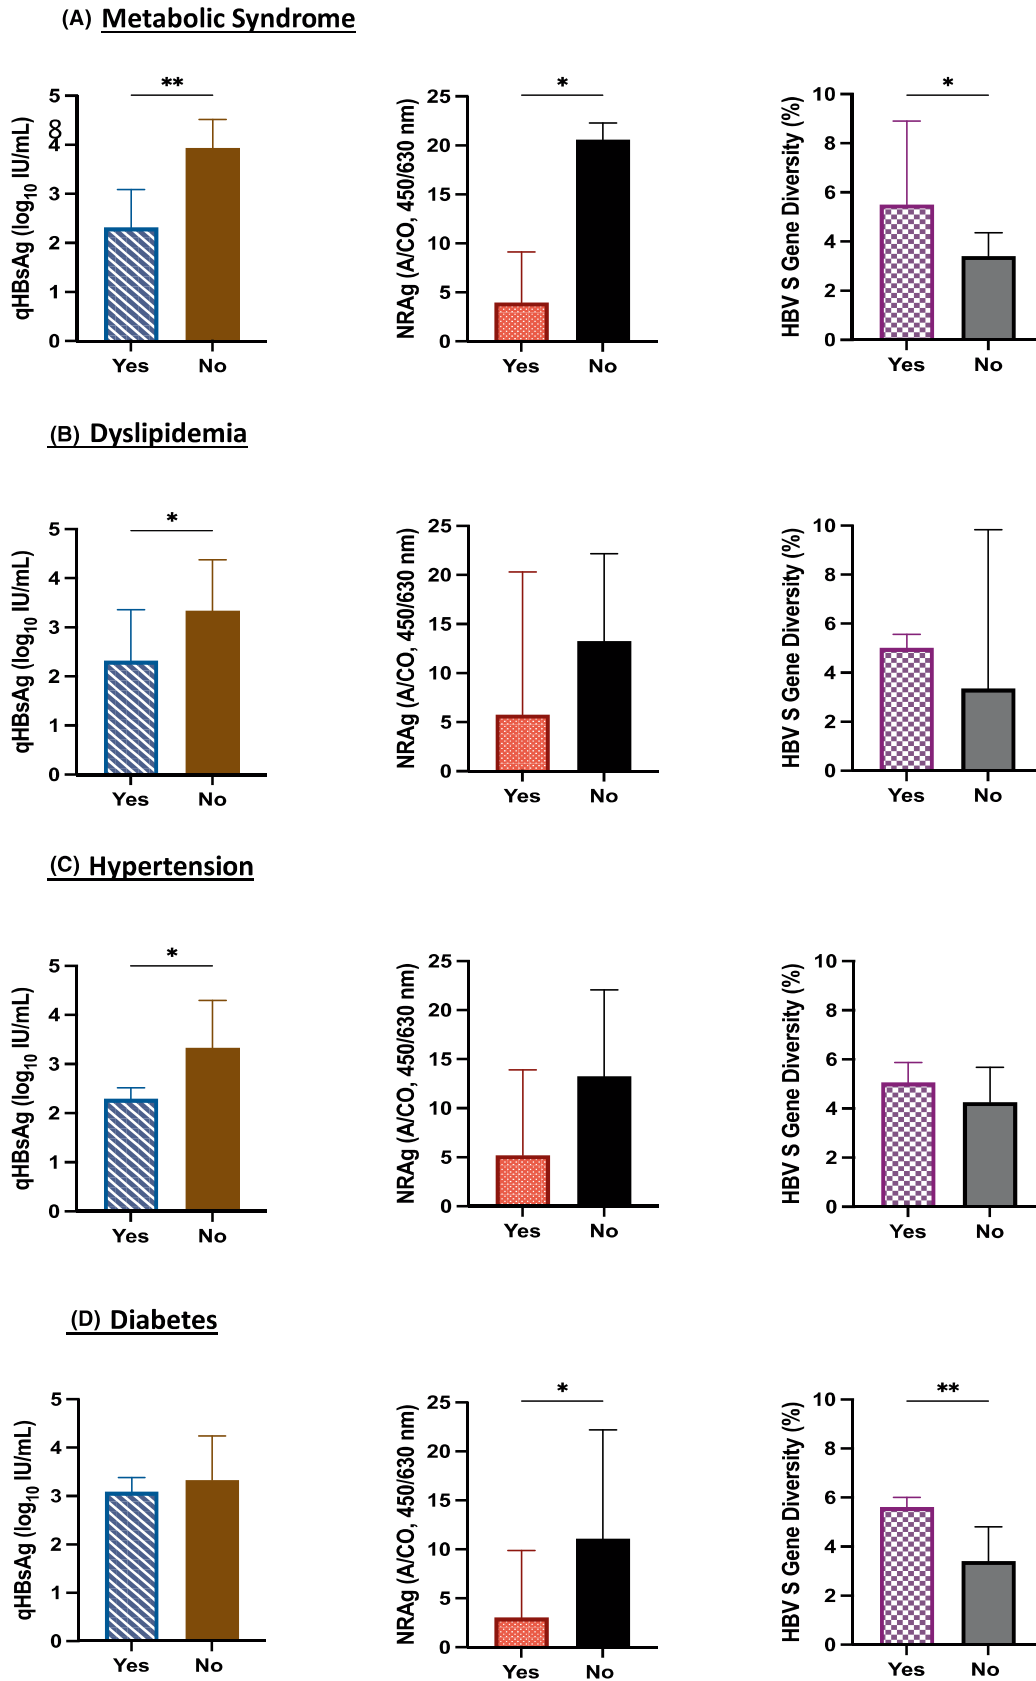 (A) Metabolic Syndrome
** * *
qHBsAg (log10 IU/mL)
5
8
4
3
2
1
0
Yes No
NRAg (A/CO, 450/630 nm)
25
20
15
10
5
0
Yes No
HBV S Gene Diversity (%)
10
8
6
4
2
0
Yes No
(B) Dyslipidemia
*
qHBsAg (log10 IU/mL)
5
4
3
2
1
0
Yes No
NRAg (A/CO, 450/630 nm)
25
20
15
10
5
0
Yes No
HBV S Gene Diversity (%)
10
8
6
4
2
0
Yes No
(C) Hypertension
*
qHBsAg (log10 IU/mL)
5
4
3
2
1
0
Yes No
NRAg (A/CO, 450/630 nm)
25
20
15
10
5
0
Yes No
HBV S Gene Diversity (%)
10
8
6
4
2
0
Yes No
(D) Diabetes
* **
qHBsAg (log10 IU/mL)
5
4
3
2
1
0
Yes No
NRAg (A/CO, 450/630 nm)
25
20
15
10
5
0
Yes No
HBV S Gene Diversity (%)
10
8
6
4
2
0
Yes No